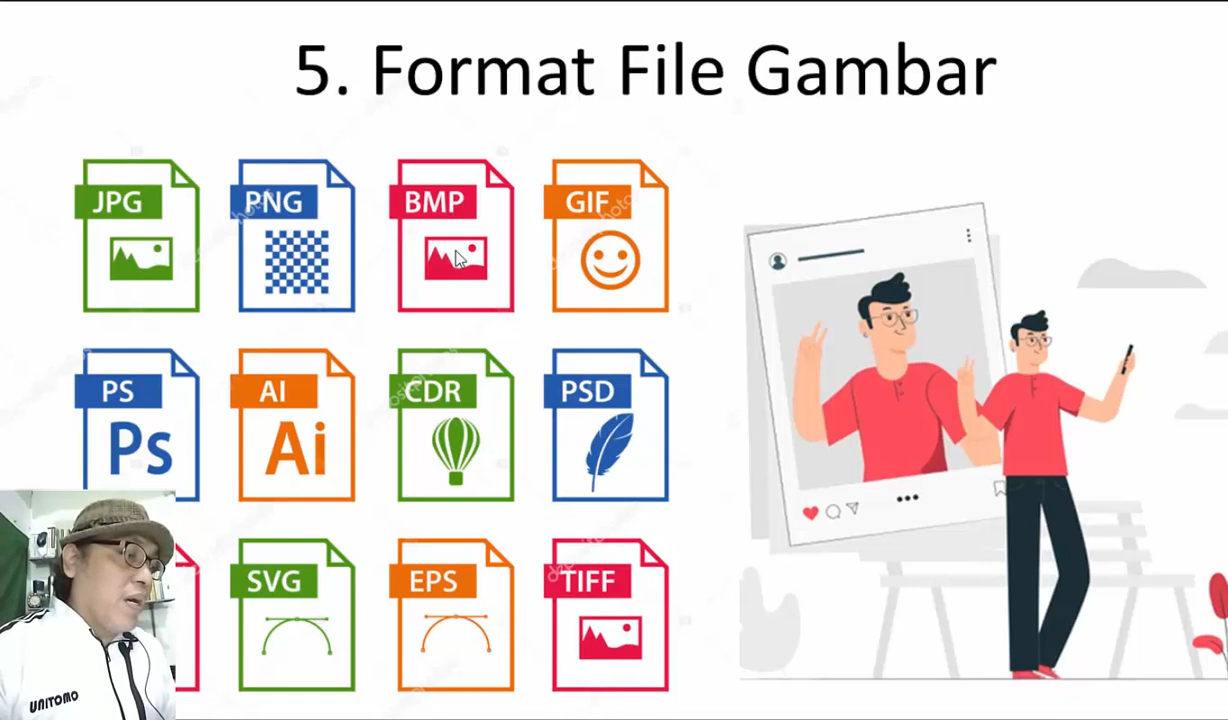 5. Format File Gambar
JPG
PNG
BMP
GIF
PS
AI
CDR
PSD
Ps
Ai
SVG
EPS
TIFF
UNITOMO